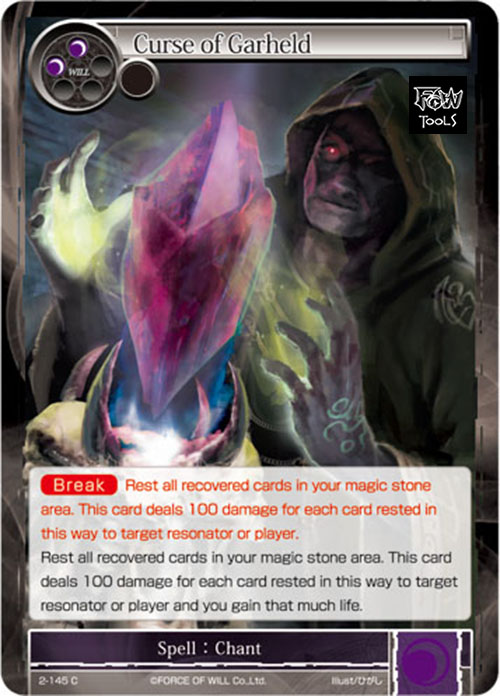 Curse of Garheld
WILL
FoW
TooLS
Break Rest all recovered cards in your magic stone
area. This card deals 100 damage for each card rested in
this way to target resonator or player.
Rest all recovered cards in your magic stone area. This card
deals 100 damage for each card rested in this way to target
resonator or player and you gain that much life.
Spell : Chant
2-145 C ©FORCE OF WILL Co.,Ltd. Illust/ひがし